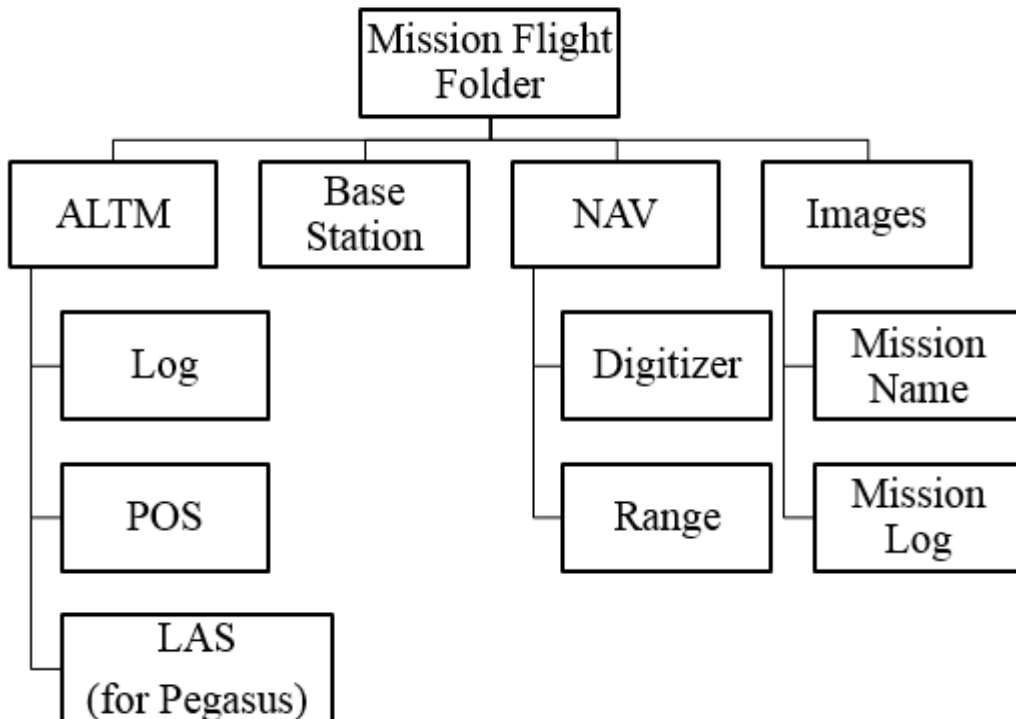 Mission Flight
Folder
ALTM
Base
Station
NAV
Images
Log
Digitizer
Mission
Name
POS
Range
Mission
Log
LAS
(for Pegasus)